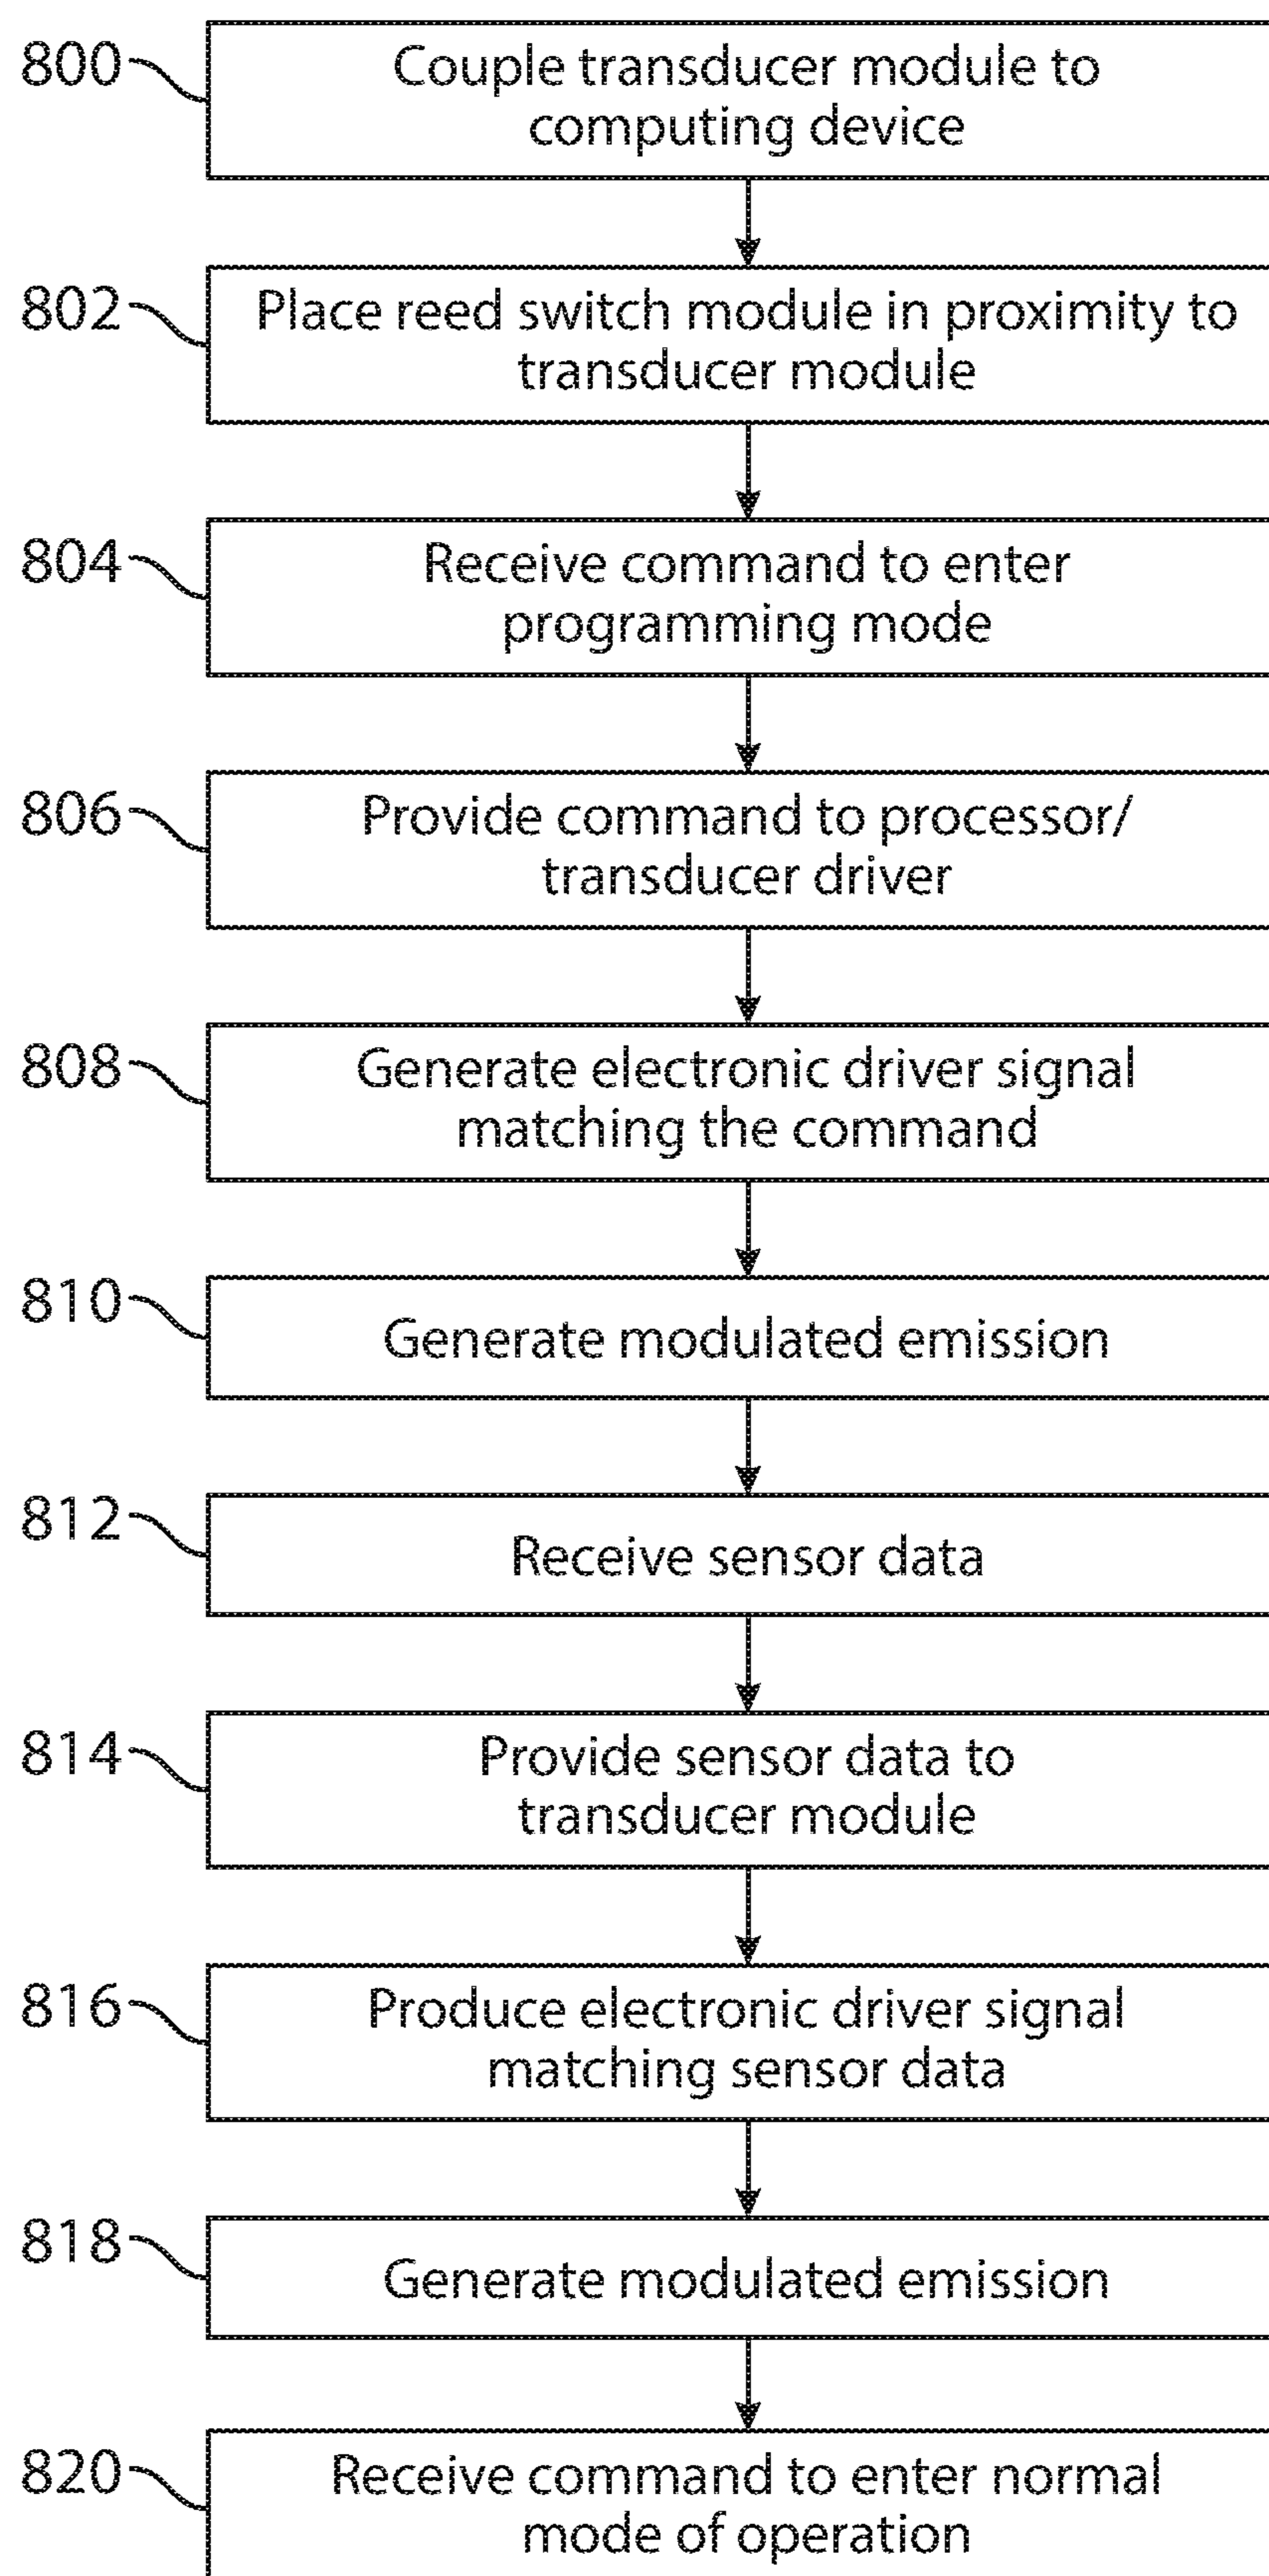 800
Couple transducer module to
computing device
802
Place reed switch module in proximity to
transducer module
804
Receive command to enter
programming mode
806
Provide command to processor/
transducer driver
808
Generate electronic driver signal
matching the command
810
Generate modulated emission
812
Receive sensor data
814
Provide sensor data to
transducer module
816
Produce electronic driver signal
matching sensor data
818
Generate modulated emission
820
Receive command to enter normal
mode of operation